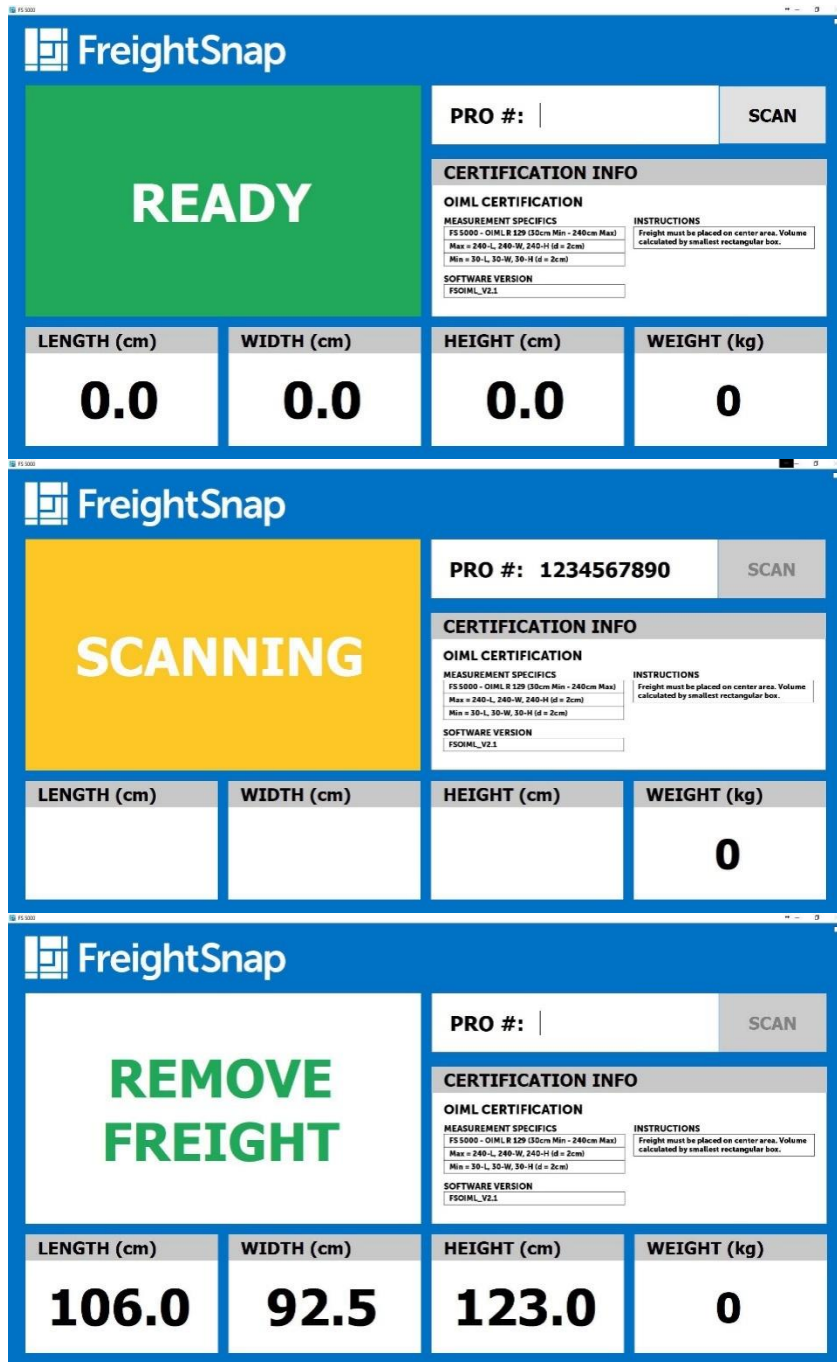 FS 5000
FreightSnap
READY
PRO #:
SCAN
CERTIFICATION INFO
OIML CERTIFICATION
MEASUREMENT SPECIFICS
FS 5000 - OIML R 129 (30cm Min - 240cm Max)
Max = 240-L, 240-W, 240-H (d = 2cm)
Min = 30-L, 30-W, 30-H (d = 2cm)
SOFTWARE VERSION
FSOIML_V2.1
INSTRUCTIONS
Freight must be placed on center area. Volume
calculated by smallest rectangular box.
LENGTH (cm)
0.0
WIDTH (cm)
0.0
HEIGHT (cm)
0.0
WEIGHT (kg)
0
FS 5000
FreightSnap
SCANNING
PRO #: 1234567890
SCAN
CERTIFICATION INFO
OIML CERTIFICATION
MEASUREMENT SPECIFICS
FS 5000 - OIML R 129 (30cm Min - 240cm Max)
Max = 240-L, 240-W, 240-H (d = 2cm)
Min = 30-L, 30-W, 30-H (d = 2cm)
SOFTWARE VERSION
FSOIML_V2.1
INSTRUCTIONS
Freight must be placed on center area. Volume
calculated by smallest rectangular box.
LENGTH (cm)
WIDTH (cm)
HEIGHT (cm)
WEIGHT (kg)
0
FS 5000
FreightSnap
REMOVE
FREIGHT
PRO #:
SCAN
CERTIFICATION INFO
OIML CERTIFICATION
MEASUREMENT SPECIFICS
FS 5000 - OIML R 129 (30cm Min - 240cm Max)
Max = 240-L, 240-W, 240-H (d = 2cm)
Min = 30-L, 30-W, 30-H (d = 2cm)
SOFTWARE VERSION
FSOIML_V2.1
INSTRUCTIONS
Freight must be placed on center area. Volume
calculated by smallest rectangular box.
LENGTH (cm)
106.0
WIDTH (cm)
92.5
HEIGHT (cm)
123.0
WEIGHT (kg)
0